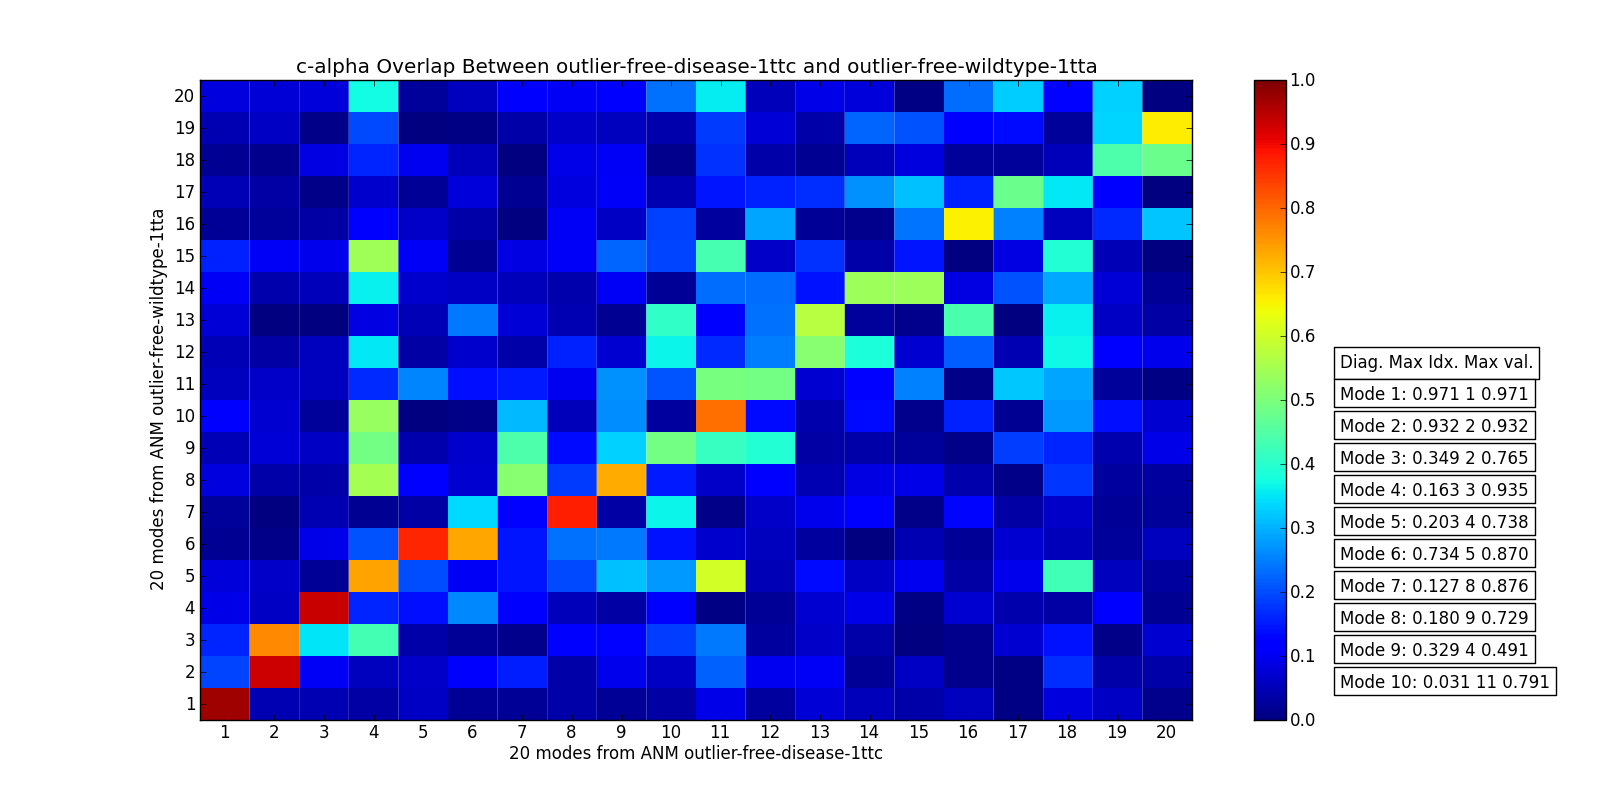 c-alpha Overlap Between outlier-free-disease-1ttc and outlier-free-wildtype-1tta
20 modes from ANM outlier-free-wildtype-1tta
20
19
18
17
16
15
14
13
12
11
10
9
8
7
6
5
4
3
2
1
1 2 3 4 5 6 7 8 9 10 11 12 13 14 15 16 17 18 19 20
20 modes from ANM outlier-free-disease-1ttc
1.0
0.9
0.8
0.7
0.6
0.5
0.4
0.3
0.2
0.1
0.0
Diag. Max Idx. Max val.
Mode 1: 0.971 1 0.971
Mode 2: 0.932 2 0.932
Mode 3: 0.349 2 0.765
Mode 4: 0.163 3 0.935
Mode 5: 0.203 4 0.738
Mode 6: 0.734 5 0.870
Mode 7: 0.127 8 0.876
Mode 8: 0.180 9 0.729
Mode 9: 0.329 4 0.491
Mode 10: 0.031 11 0.791